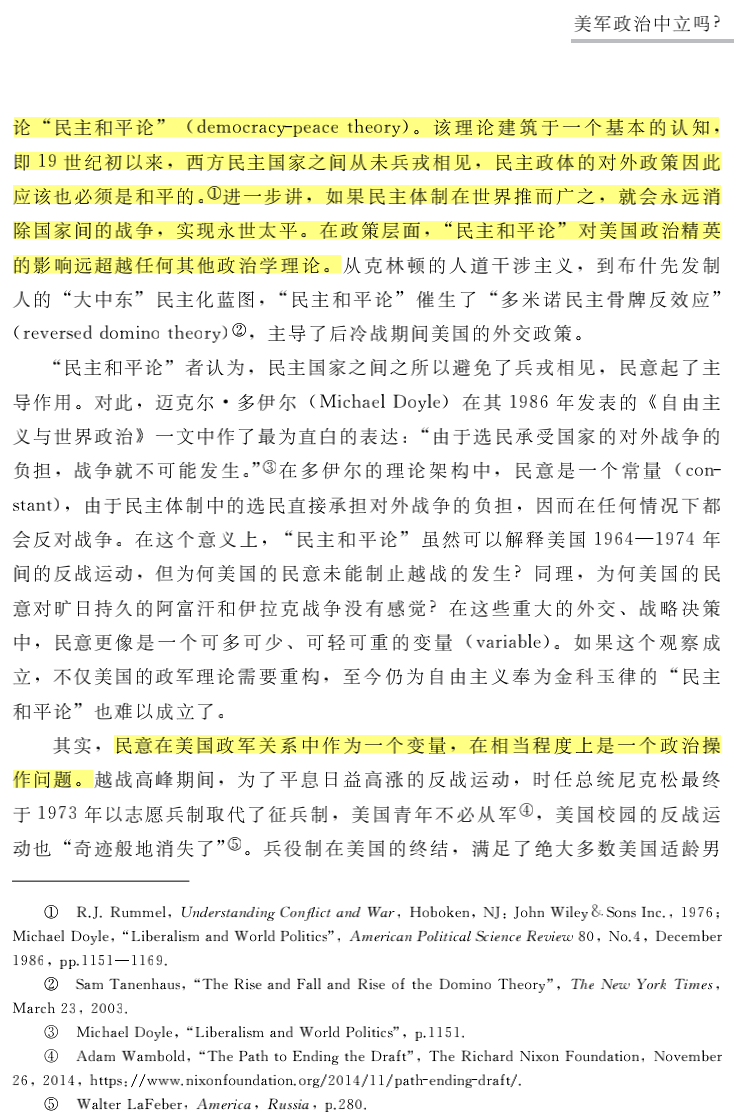 美军政治中立吗?
论“民主和平论”(democracy-peace theory)。该理论建筑于一个基本的认知,
即 19 世纪初以来,西方民主国家之间从未兵戎相见,民主政体的对外政策因此
应该也必须是和平的。①进一步讲,如果民主体制在世界推而广之,就会永远消
除国家间的战争,实现永世太平。在政策层面,“民主和平论”对美国政治精英
的影响远超越任何其他政治学理论。从克林顿的人道干涉主义,到布什先发制
人的“大中东”民主化蓝图,“民主和平论”催生了“多米诺民主骨牌反效应”
(reversed domino theory)②,主导了后冷战期间美国的外交政策。
“民主和平论”者认为,民主国家之间之所以避免了兵戎相见,民意起了主
导作用。对此,迈克尔·多伊尔(Michael Doyle)在其 1986 年发表的《自由主
义与世界政治》一文中作了最为直白的表达:“由于选民承受国家的对外战争的
负担,战争就不可能发生。”③在多伊尔的理论架构中,民意是一个常量(con-
stant),由于民主体制中的选民直接承担对外战争的负担,因而在任何情况下都
会反对战争。在这个意义上,“民主和平论”虽然可以解释美国 1964—1974 年
间的反战运动,但为何美国的民意未能制止越战的发生?同理,为何美国的民
意对旷日持久的阿富汗和伊拉克战争没有感觉?在这些重大的外交、战略决策
中,民意更像是一个可多可少、可轻可重的变量(variable)。如果这个观察成
立,不仅美国的政军理论需要重构,至今仍为自由主义奉为金科玉律的“民主
和平论”也难以成立了。
其实,民意在美国政军关系中作为一个变量,在相当程度上是一个政治操
作问题。越战高峰期间,为了平息日益高涨的反战运动,时任总统尼克松最终
于 1973 年以志愿兵制取代了征兵制,美国青年不必从军④,美国校园的反战运
动也“奇迹般地消失了”⑤。兵役制在美国的终结,满足了绝大多数美国适龄男
① R.J. Rummel, Understanding Conflict and War, Hoboken, NJ: John Wiley & Sons Inc., 1976;
Michael Doyle, “Liberalism and World Politics”, American Political Science Review 80, No.4, December
1986, pp.1151—1169.
② Sam Tanenhaus, “The Rise and Fall and Rise of the Domino Theory”, The New York Times,
March 23, 2003.
③ Michael Doyle, “Liberalism and World Politics”, p.1151.
④ Adam Wambold, “The Path to Ending the Draft”, The Richard Nixon Foundation, November
26, 2014, https://www.nixonfoundation.org/2014/11/path-ending-draft/.
⑤ Walter LaFeber, America, Russia, p.280.